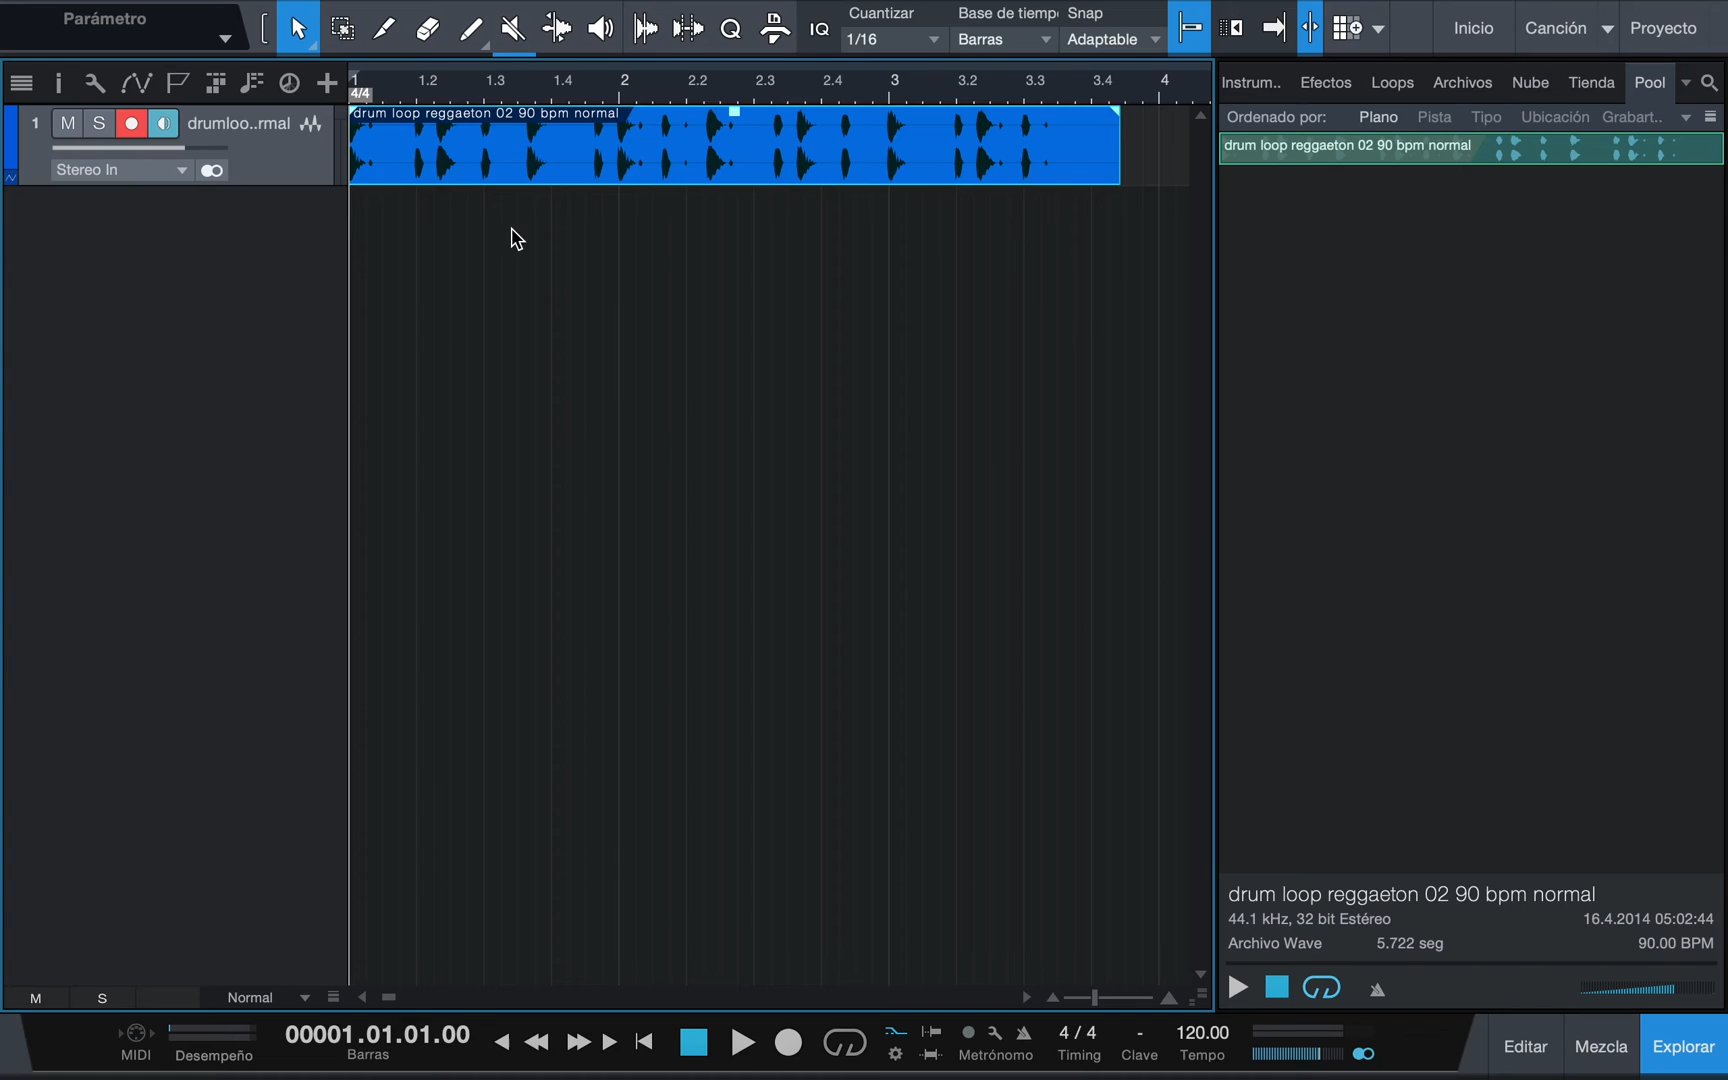 Parámetro
IQ
Cuantizar
1/16
Base de tiemp
Barras
Snap
Adaptable
Inicio
Canción
Proyecto
1 1.2 1.3 1.4 2 2.2 2.3 2.4 3 3.2 3.3 3.4 4
4/4
Instrum.. Efectos Loops Archivos Nube Tienda Pool
Ordenado por: Plano Pista Tipo Ubicación Grabart..
1 M S drumloo..rmal
Stereo In
drum loop reggaeton 02 90 bpm normal
drum loop reggaeton 02 90 bpm normal
drum loop reggaeton 02 90 bpm normal
44.1 kHz, 32 bit Estéreo 16.4.2014 05:02:44
Archivo Wave 5.722 seg 90.00 BPM
M S Normal
MIDI
Desempeño
00001.01.01.00
Barras
Metrónomo
4 / 4
Timing
-
Clave
120.00
Tempo
Editar
Mezcla
Explorar